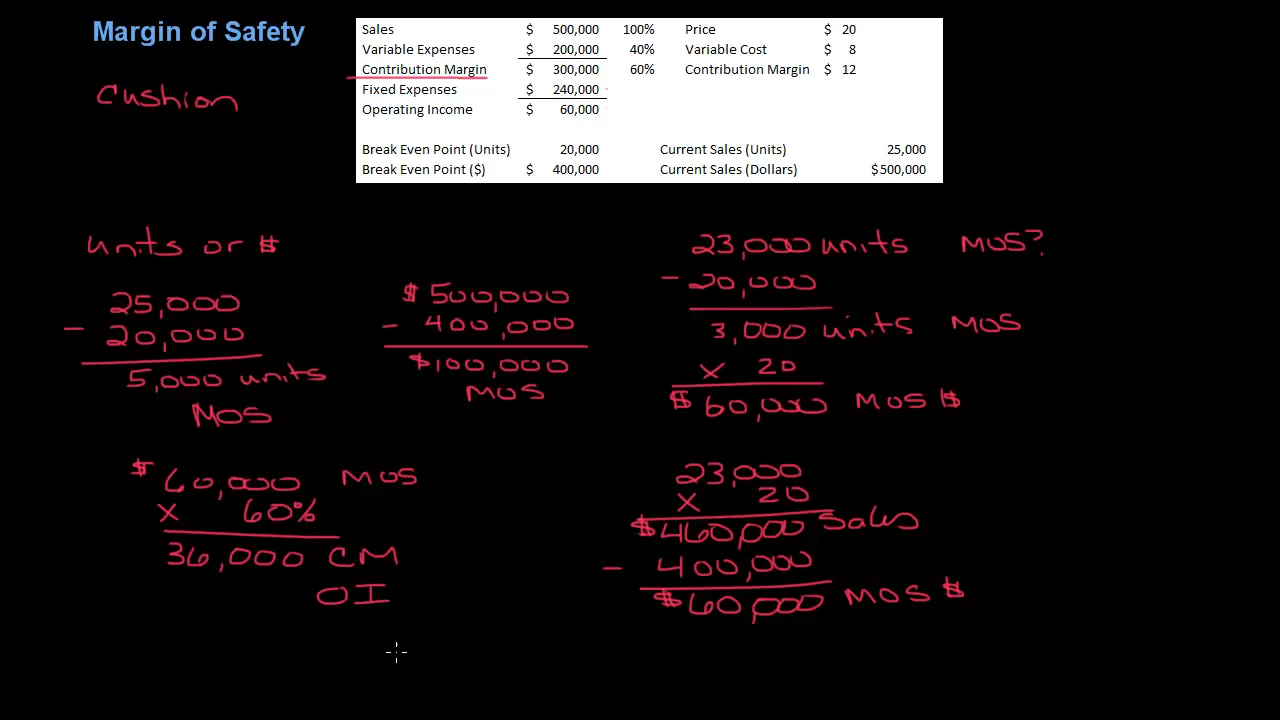 Margin of Safety
Cushion
Sales $ 500,000 100% Price $ 20
Variable Expenses $ 200,000 40% Variable Cost $ 8
Contribution Margin $ 300,000 60% Contribution Margin $ 12
Fixed Expenses $ 240,000
Operating Income $ 60,000
Break Even Point (Units) 20,000 Current Sales (Units) 25,000
Break Even Point ($) $ 400,000 Current Sales (Dollars) $500,000
units or $
25,000
- 20,000
5,000 units
MOS
$ 500,000
- 400,000
$100,000
MOS
23,000 units MOS?
- 20,000
3,000 units MOS
X 20
$ 60,000 MOS $
$ 60,000 MOS
X 60%
36,000 CM
OI
23,000
X 20
$460,000 Sales
- 400,000
$60,000 MOS $